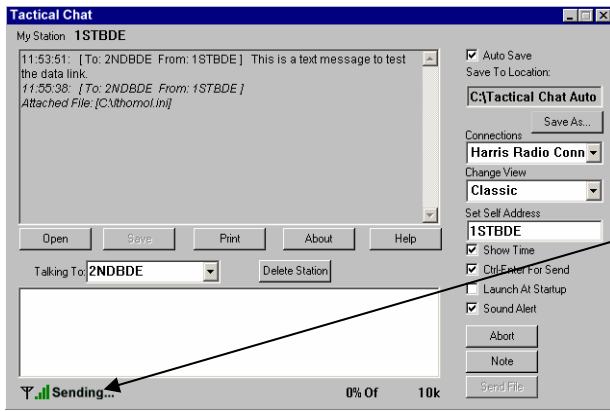 Tactical Chat
My Station 1STBDE
11:53:51: [To: 2NDBDE From: 1STBDE] This is a text message to test
the data link.
11:55:38: [To: 2NDBDE From: 1STBDE]
Attached File: [C:\lthomol.ini]
Open Save Print About Help
Talking To: 2NDBDE Delete Station
Sending... 0% Of 10k
Auto Save
Save To Location:
C:\Tactical Chat Auto
Save As...
Connections
Harris Radio Conn
Change View
Classic
Set Self Address
1STBDE
Show Time
Ctrl-Enter For Send
Launch At Startup
Sound Alert
Abort
Note
Send File